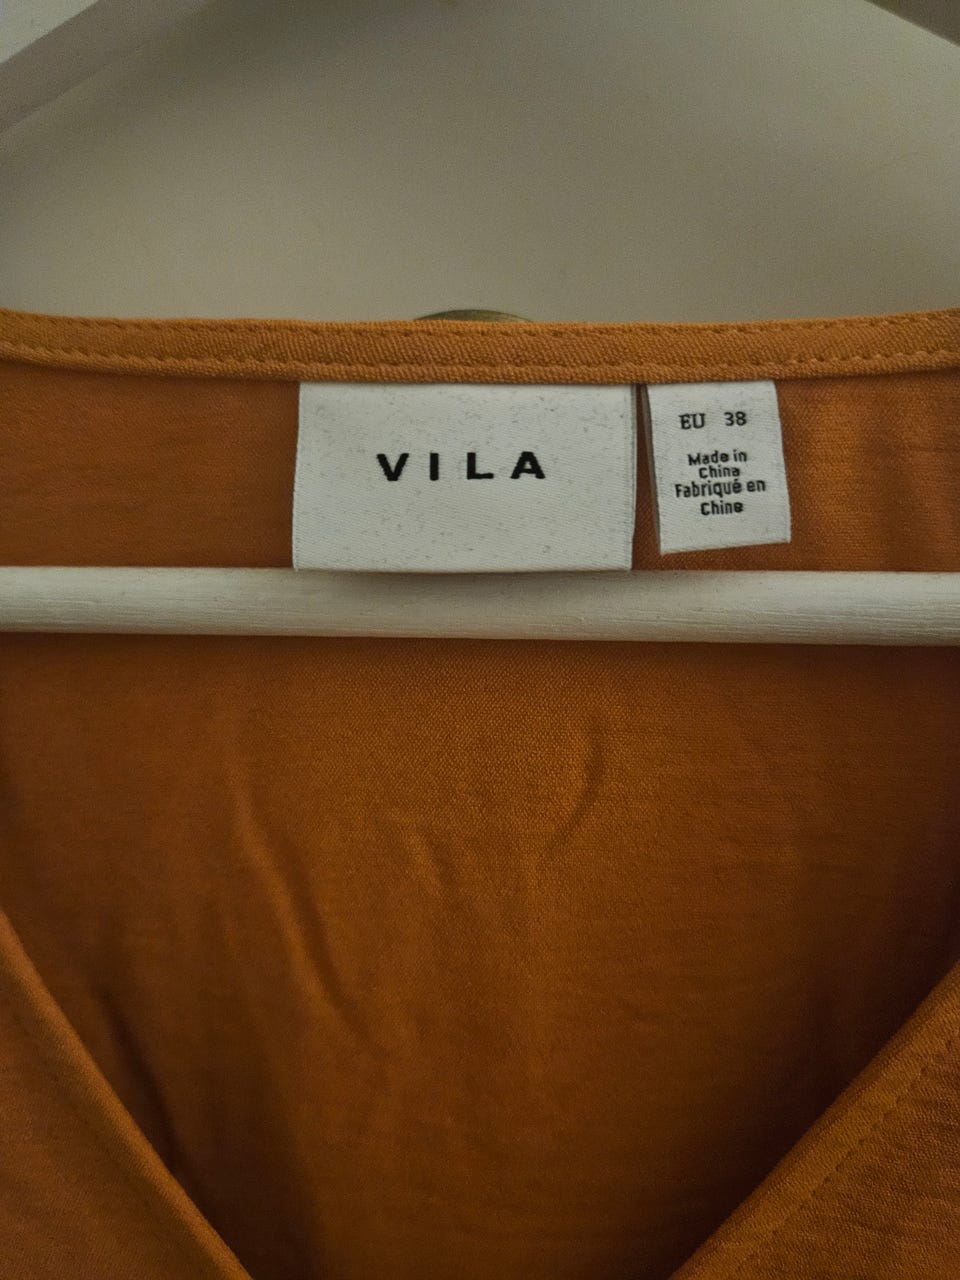 VILA
EU 38
Made in
China
Fabriqué en
Chine